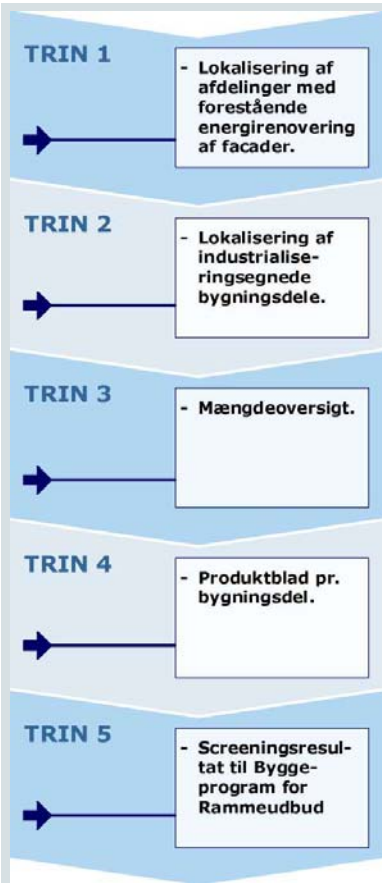 TRIN 1
- Lokalisering af
afdelinger med
forestående
energirenovering
af facader.
TRIN 2
- Lokalisering af
industrialise-
ringsegnede
bygningsdele.
TRIN 3
- Mængdeoversigt.
TRIN 4
- Produktblad pr.
bygningsdel.
TRIN 5
- Screeningsresul-
tat til Bygge-
program for
Rammeudbud